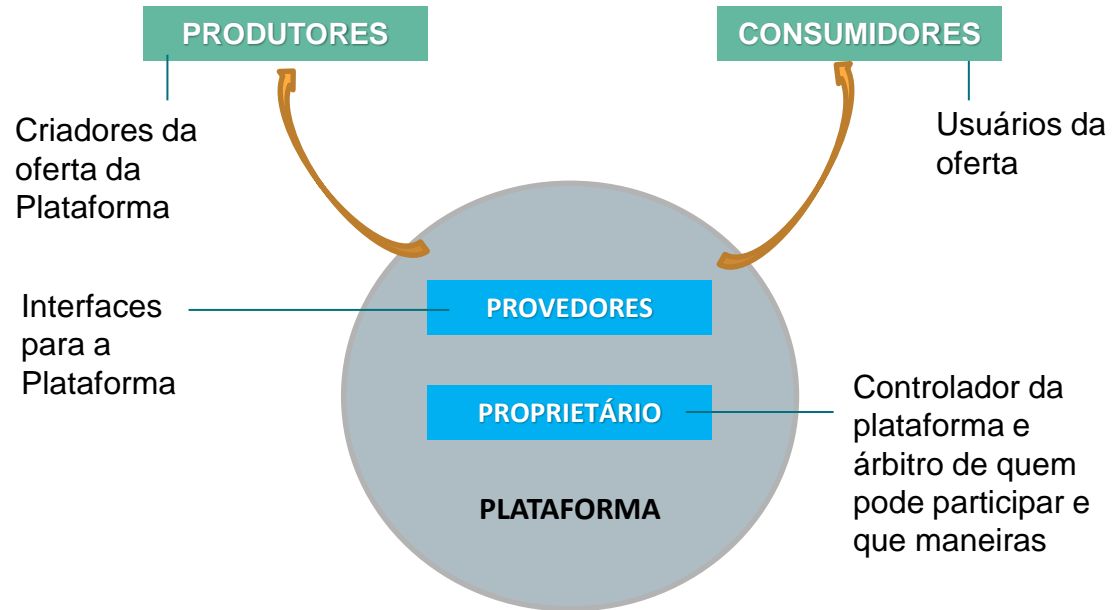 PRODUTORES
CONSUMIDORES
Criadores da
oferta da
Plataforma
Usuários da
oferta
Interfaces
para a
Plataforma
PROVEDORES
PROPRIETÁRIO
PLATAFORMA
Controlador da
plataforma e
árbitro de quem
pode participar e
que maneiras